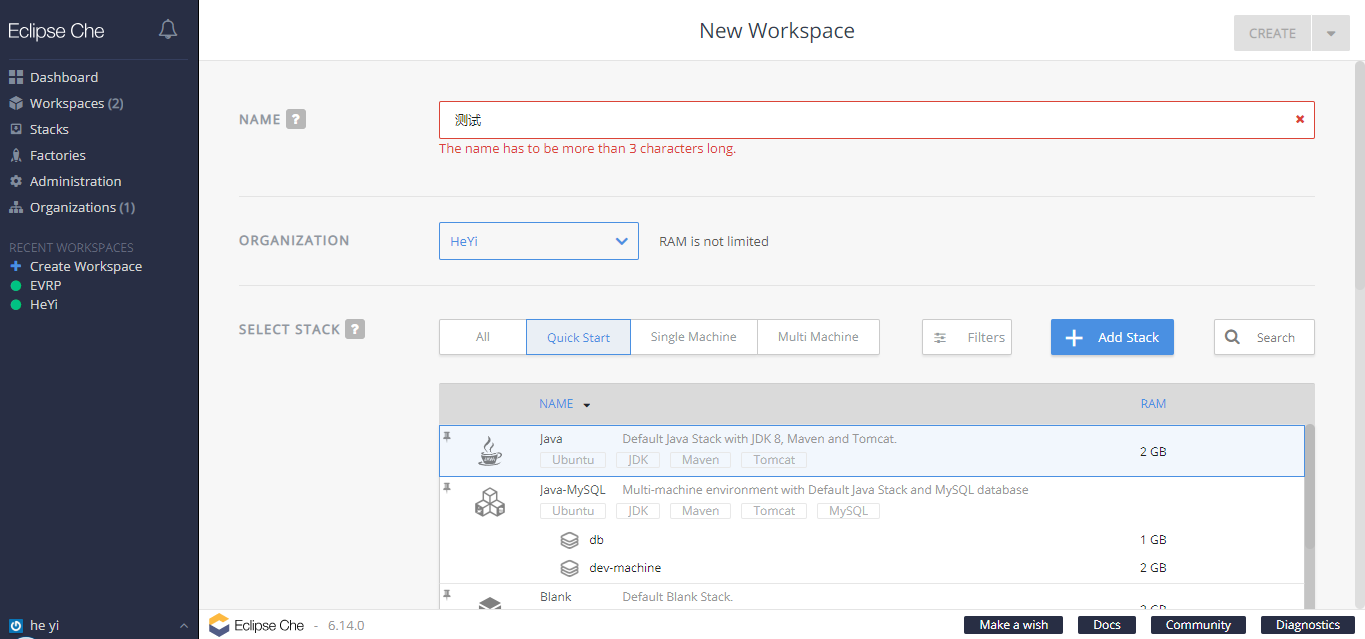 Eclipse Che
New Workspace
CREATE
Dashboard
Workspaces (2)
Stacks
Factories
Administration
Organizations (1)
RECENT WORKSPACES
Create Workspace
EVRP
HeYi
he yi
NAME ?
测试
The name has to be more than 3 characters long.
ORGANIZATION
HeYi
RAM is not limited
SELECT STACK ?
All Quick Start Single Machine Multi Machine Filters Add Stack Search
NAME RAM
Java Default Java Stack with JDK 8, Maven and Tomcat. 2 GB
Ubuntu JDK Maven Tomcat
Java-MySQL Multi-machine environment with Default Java Stack and MySQL database
Ubuntu JDK Maven Tomcat MySQL
db 1 GB
dev-machine 2 GB
Blank Default Blank Stack. 2 GB
Eclipse Che - 6.14.0 Make a wish Docs Community Diagnostics